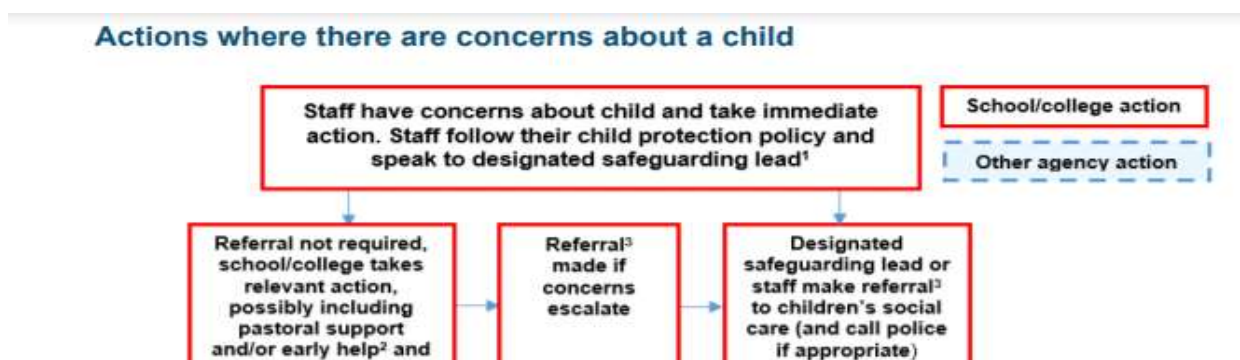 Actions where there are concerns about a child
Staff have concerns about child and take immediate
action. Staff follow their child protection policy and
speak to designated safeguarding lead¹
School/college action
Other agency action
Referral not required,
school/college takes
relevant action,
possibly including
pastoral support
and/or early help² and
Referral³
made if
concerns
escalate
Designated
safeguarding lead or
staff make referral³
to children's social
care (and call police
if appropriate)